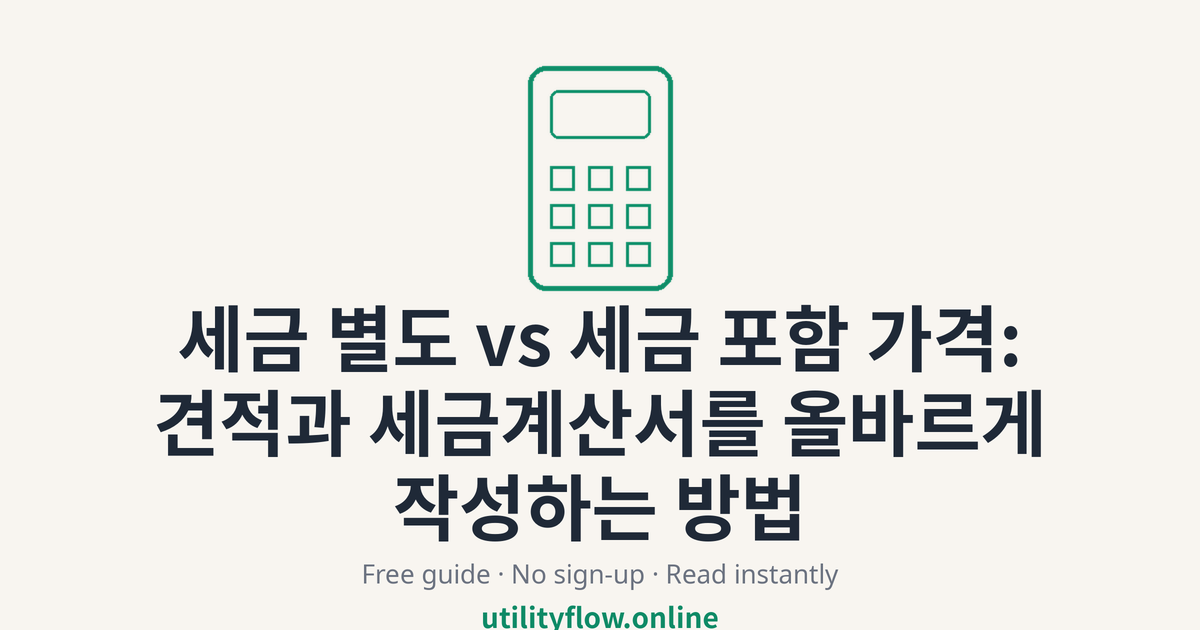 세금 별도 vs 세금 포함 가격:
견적과 세금계산서를 올바르게
작성하는 방법
Free guide · No sign-up · Read instantly
utilityflow.online